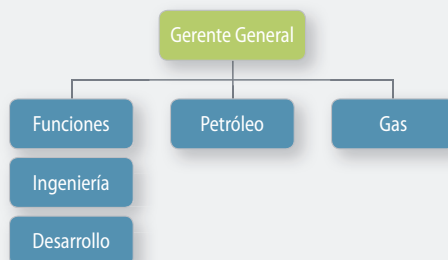 Gerente General
Funciones
Petróleo
Gas
Ingeniería
Desarrollo